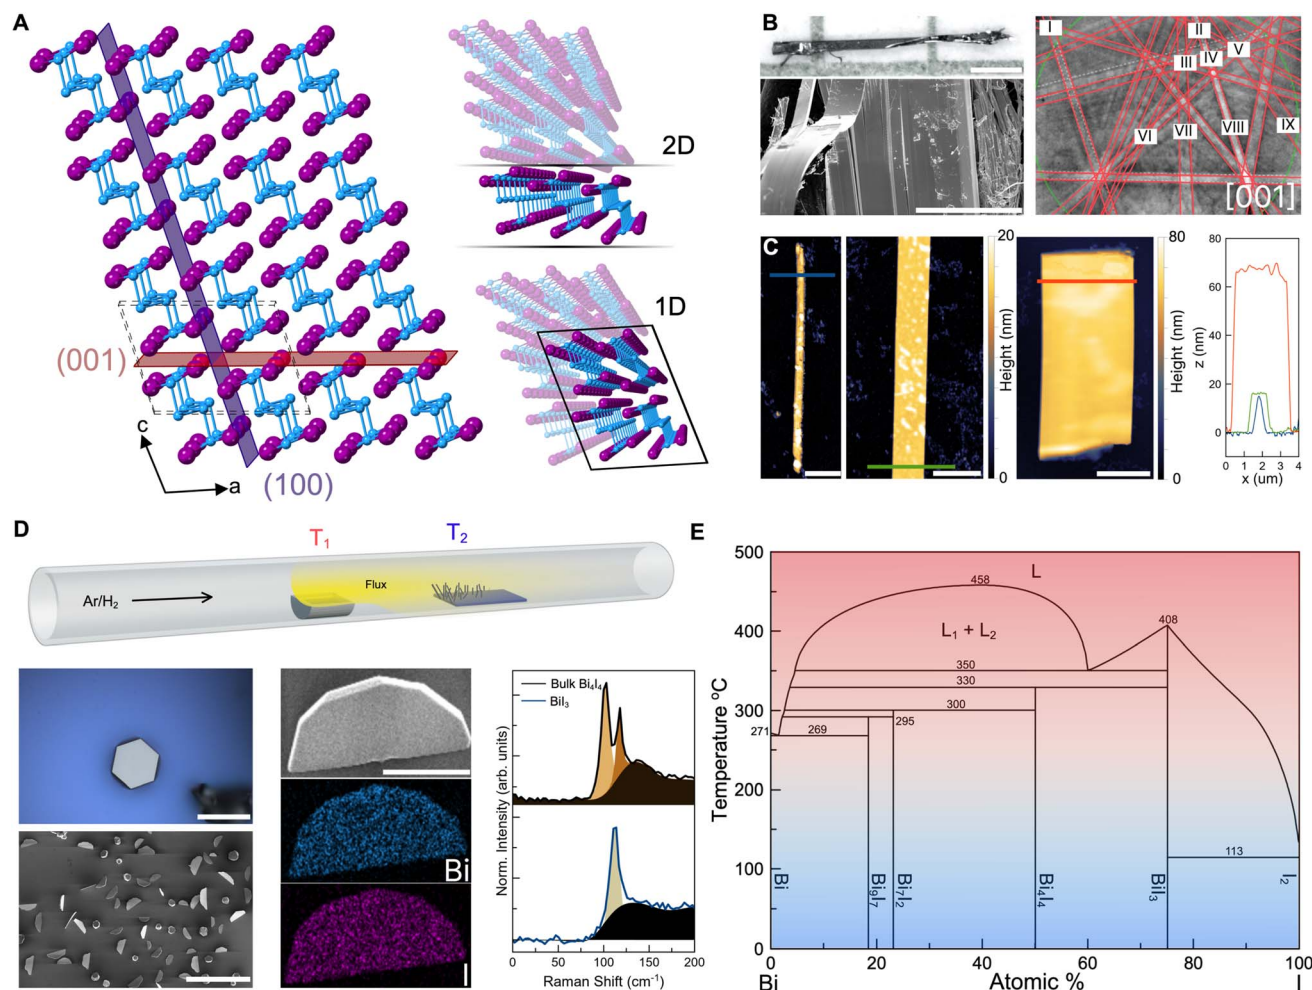 A
2D
1D
(001)
c
a
(100)
B
I
II
III
IV
V
VI
VII
VIII
IX
[001]
C
20
Height (nm)
0
80
Height (nm)
0
80
60
40
20
0
z (nm)
0 1 2 3 4
x (um)
D
T₁
T₂
Ar/H₂
Flux
Bi
I
Bulk Bi₄I₄
BiI₃
Norm. Intensity (arb. units)
0 50 100 150 200
Raman Shift (cm⁻¹)
E
500
400
300
200
100
0
Temperature ºC
L
458
L₁ + L₂
408
350
330
300
295
271
269
113
Bi
Bi₉I₇
Bi₇I₂
Bi₄I₄
BiI₃
I₂
0 20 40 60 80 100
Bi
Atomic %
I